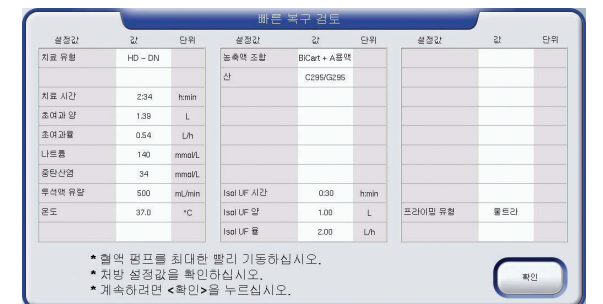 빠른 복구 검토
설정값 값 단위 설정값 값 단위 설정값 값 단위
치료 유형 HD - DN 농축액 조합 BiCart + A용액
산 C295/G295
치료 시간 2:34 h:min
초여과 양 1.39 L
초여과률 0.54 L/h
나트륨 140 mmol/L
중탄산염 34 mmol/L
투석액 유량 500 mL/min Isol UF 시간 0:30 h:min
온도 37.0 °C Isol UF 양 1.00 L 프라이밍 유형 울트라
Isol UF 율 2.00 L/h
* 혈액 펌프를 최대한 빨리 기동하십시오.
* 처방 설정값을 확인하십시오.
* 계속하려면 <확인>을 누르십시오.
확인